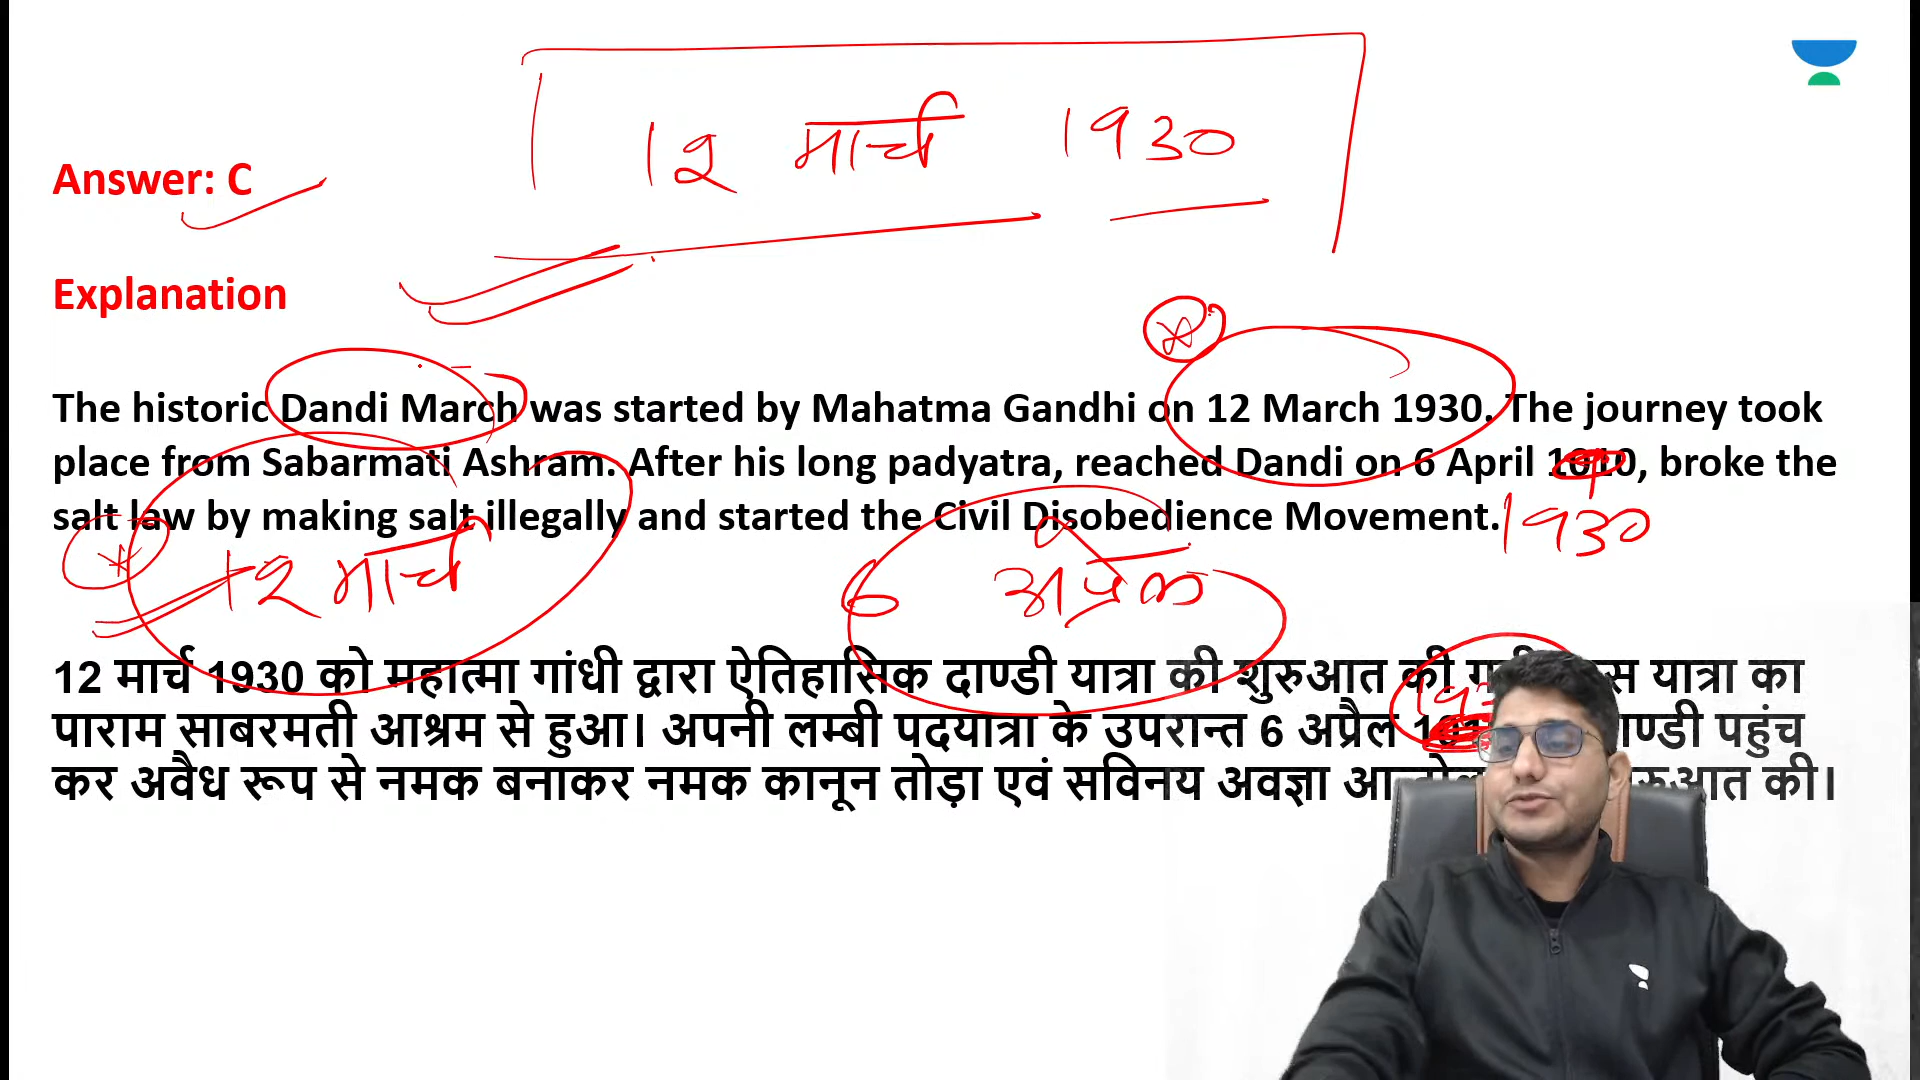 12 मार्च 1930
Answer: C
Explanation
The historic Dandi March was started by Mahatma Gandhi on 12 March 1930. The journey took
place from Sabarmati Ashram. After his long padyatra, reached Dandi on 6 April, broke the
salt law by making salt illegally and started the Civil Disobedience Movement.
1930
12 मार्च
6 अप्रैल
12 मार्च 1930 को महात्मा गांधी द्वारा ऐतिहासिक दाण्डी यात्रा की शुरुआत की यात्रा का
पाराम साबरमती आश्रम से हुआ। अपनी लम्बी पदयात्रा के उपरान्त 6 अप्रैल पहुंच
कर अवैध रूप से नमक बनाकर नमक कानून तोड़ा एवं सविनय अवज्ञा की।